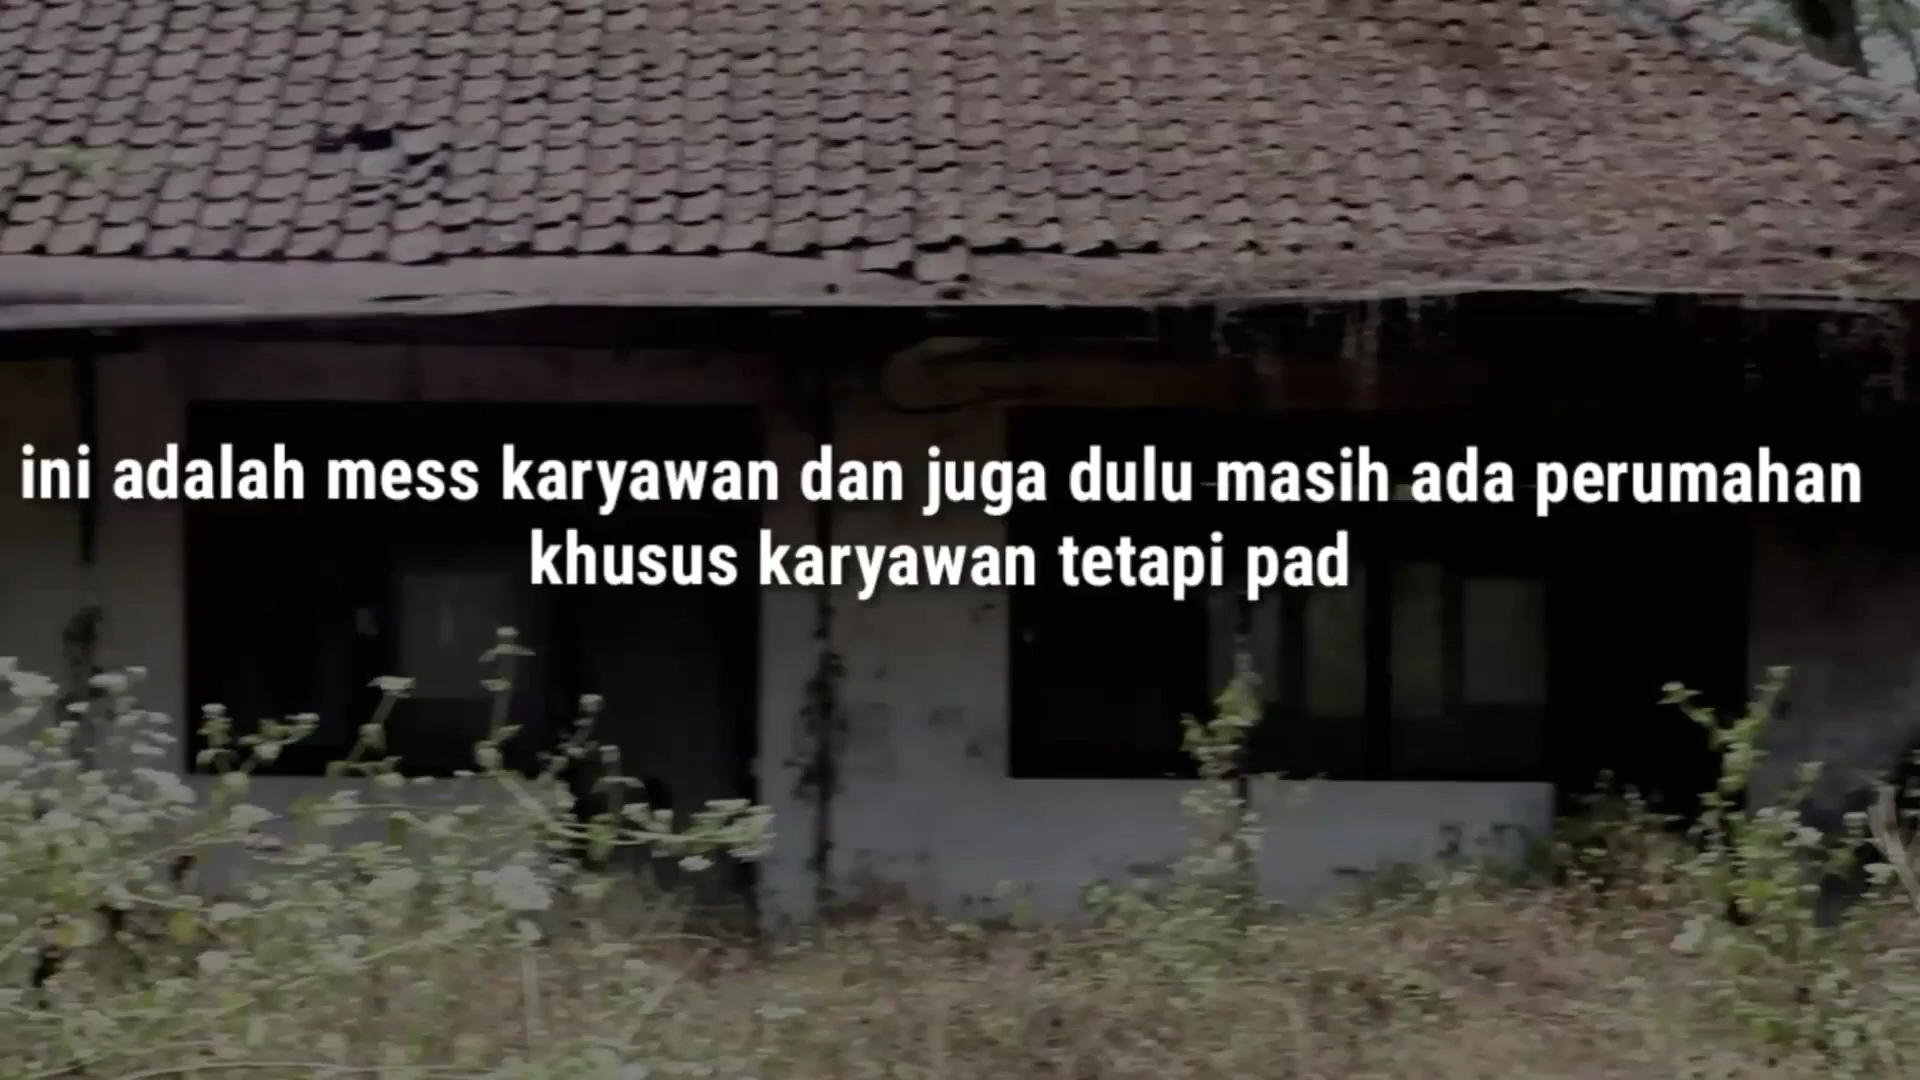 ini adalah mess karyawan dan juga dulu masih ada perumahan
khusus karyawan tetapi pad